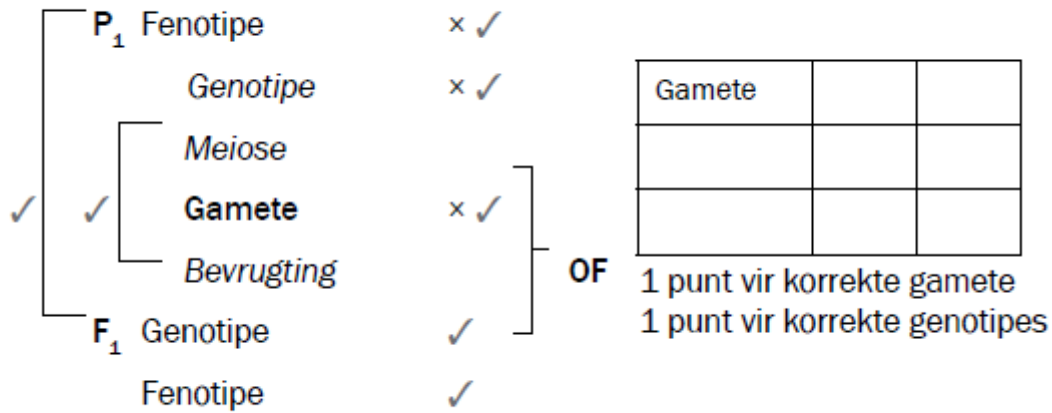 P₁ Fenotipe × ✓
Genotipe × ✓
Meiose
✓ ✓ Gamete × ✓
Bevrugting
F₁ Genotipe ✓
Fenotipe ✓
OF
Gamete
1 punt vir korrekte gamete
1 punt vir korrekte genotipes